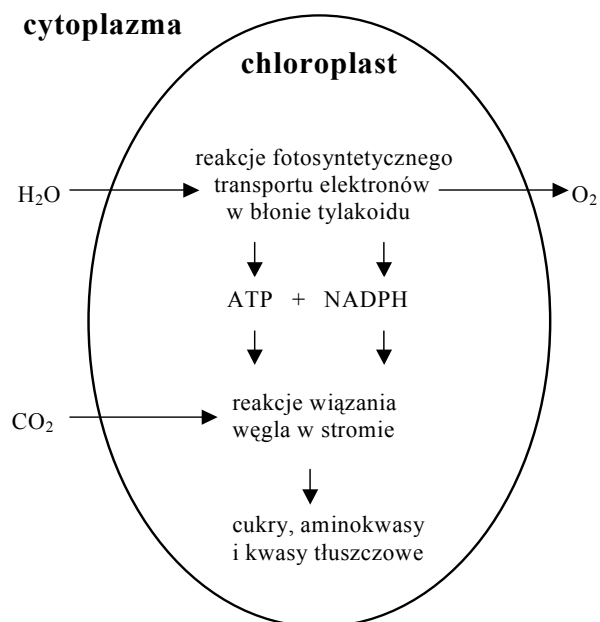 cytoplazma
chloroplast
reakcje fotosyntetycznego
transportu elektronów
w błonie tylakoidu
H₂O
O₂
ATP + NADPH
reakcje wiązania
węgla w stromie
CO₂
cukry, aminokwasy
i kwasy tłuszczowe